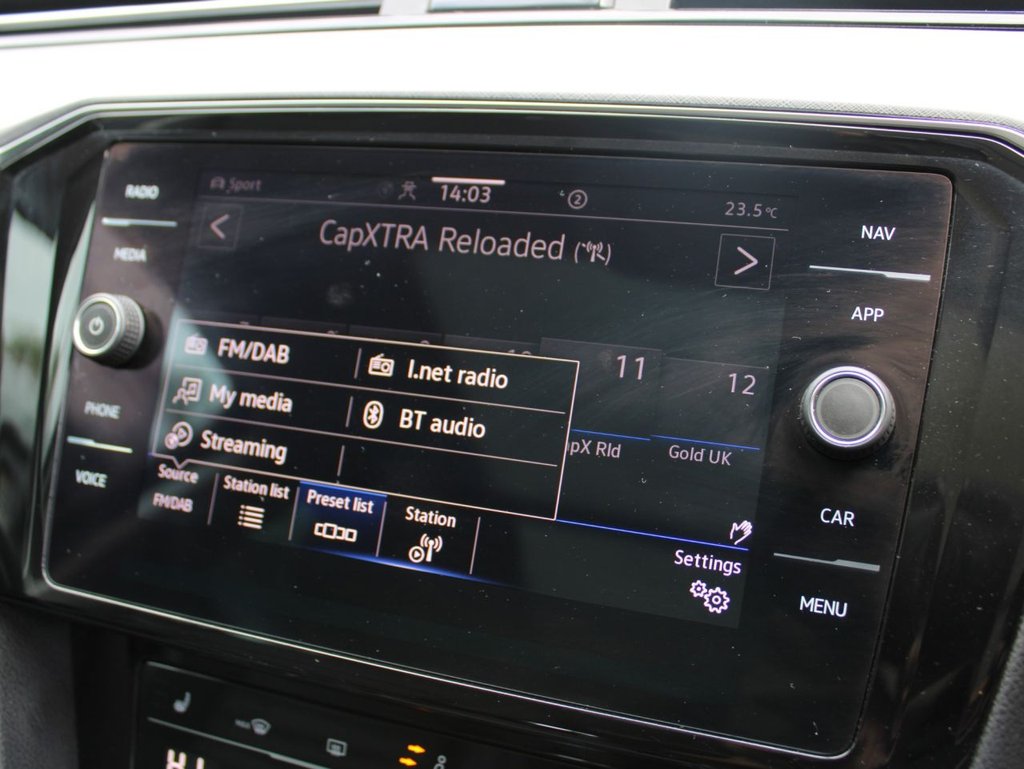 RADIO
MEDIA
PHONE
VOICE
Sport
14:03
2
23.5°C
CapXTRA Reloaded
FM/DAB
I.net radio
My media
BT audio
Streaming
11
12
pX Rld
Gold UK
Source
FM/DAB
Station list
Preset list
Station
Settings
NAV
APP
CAR
MENU